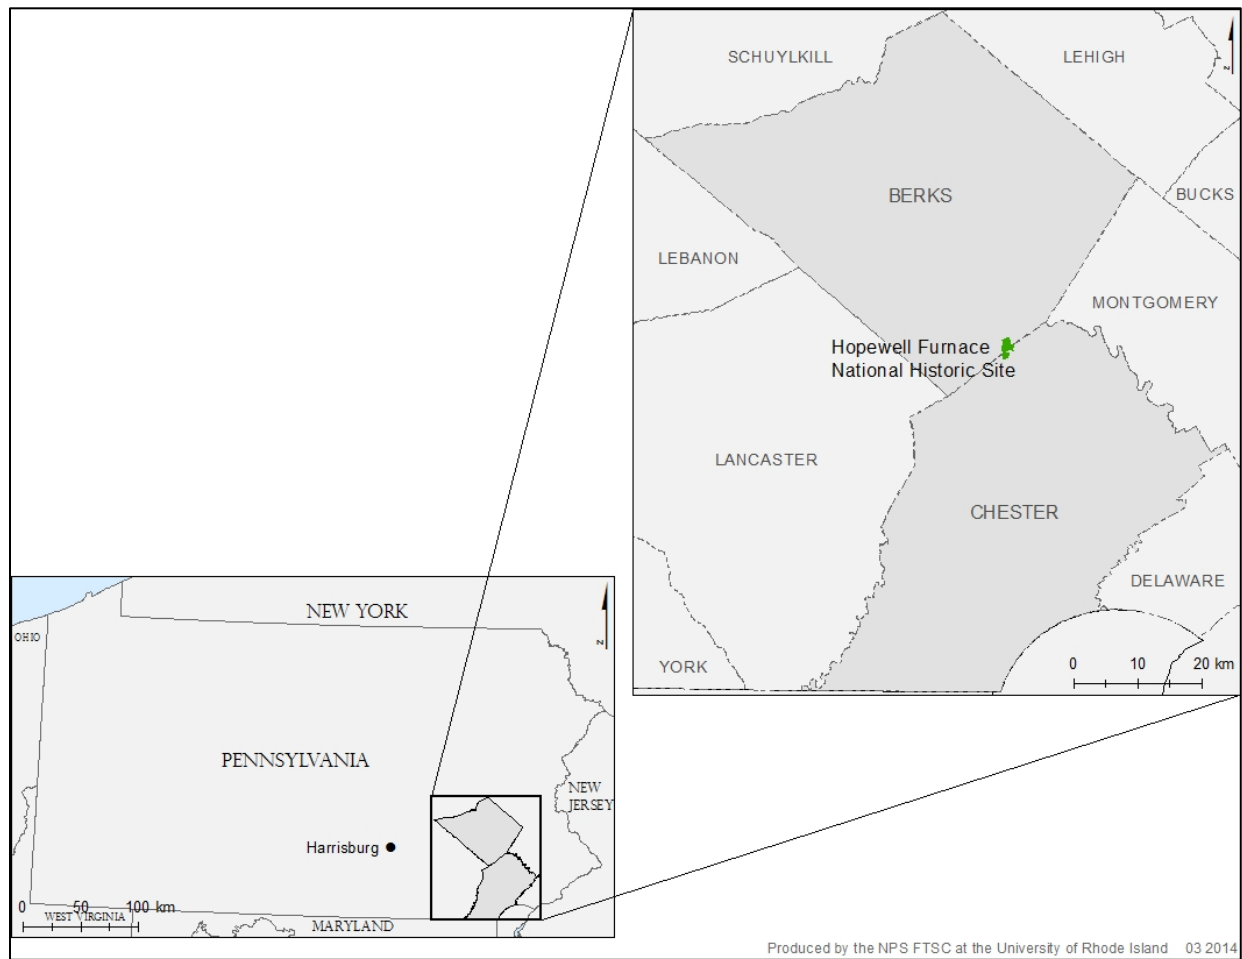 SCHUYLKILL
LEHIGH
N
BERKS
BUCKS
LEBANON
MONTGOMERY
Hopewell Furnace
National Historic Site
LANCASTER
CHESTER
DELAWARE
YORK
0 10 20 km
NEW YORK
OHIO
N
PENNSYLVANIA
NEW
JERSEY
Harrisburg
0 50 100 km
WEST VIRGINIA
MARYLAND
Produced by the NPS FTSC at the University of Rhode Island 03 2014